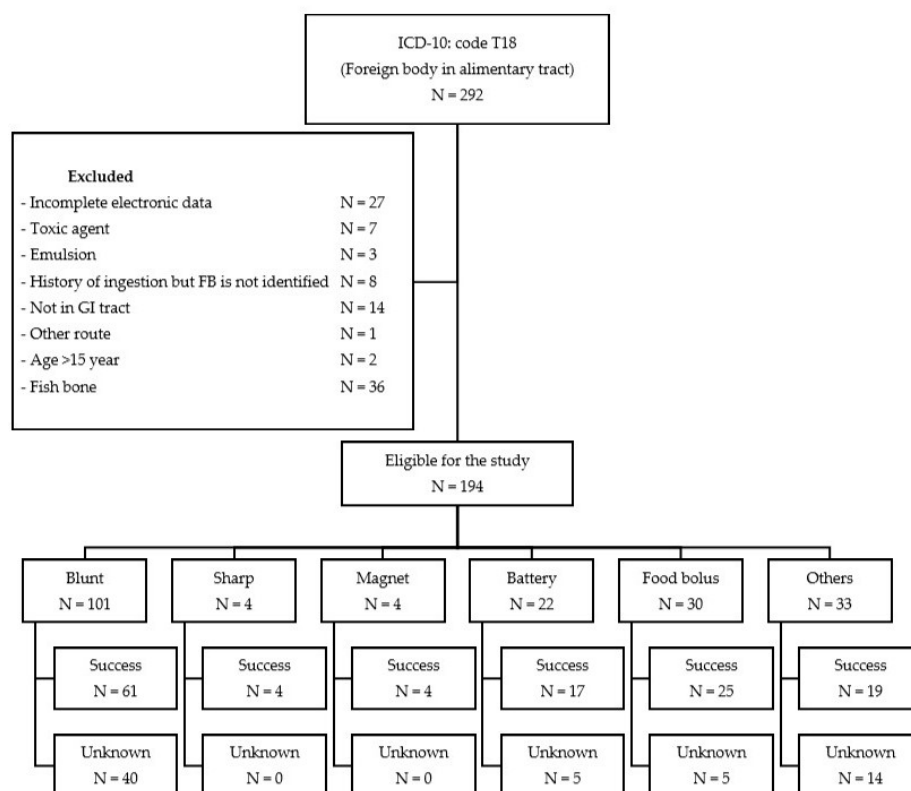 ICD-10: code T18
(Foreign body in alimentary tract)
N = 292
Excluded
- Incomplete electronic data N = 27
- Toxic agent N = 7
- Emulsion N = 3
- History of ingestion but FB is not identified N = 8
- Not in GI tract N = 14
- Other route N = 1
- Age >15 year N = 2
- Fish bone N = 36
Eligible for the study
N = 194
Blunt
N = 101
Sharp
N = 4
Magnet
N = 4
Battery
N = 22
Food bolus
N = 30
Others
N = 33
Success
N = 61
Success
N = 4
Success
N = 4
Success
N = 17
Success
N = 25
Success
N = 19
Unknown
N = 40
Unknown
N = 0
Unknown
N = 0
Unknown
N = 5
Unknown
N = 5
Unknown
N = 14